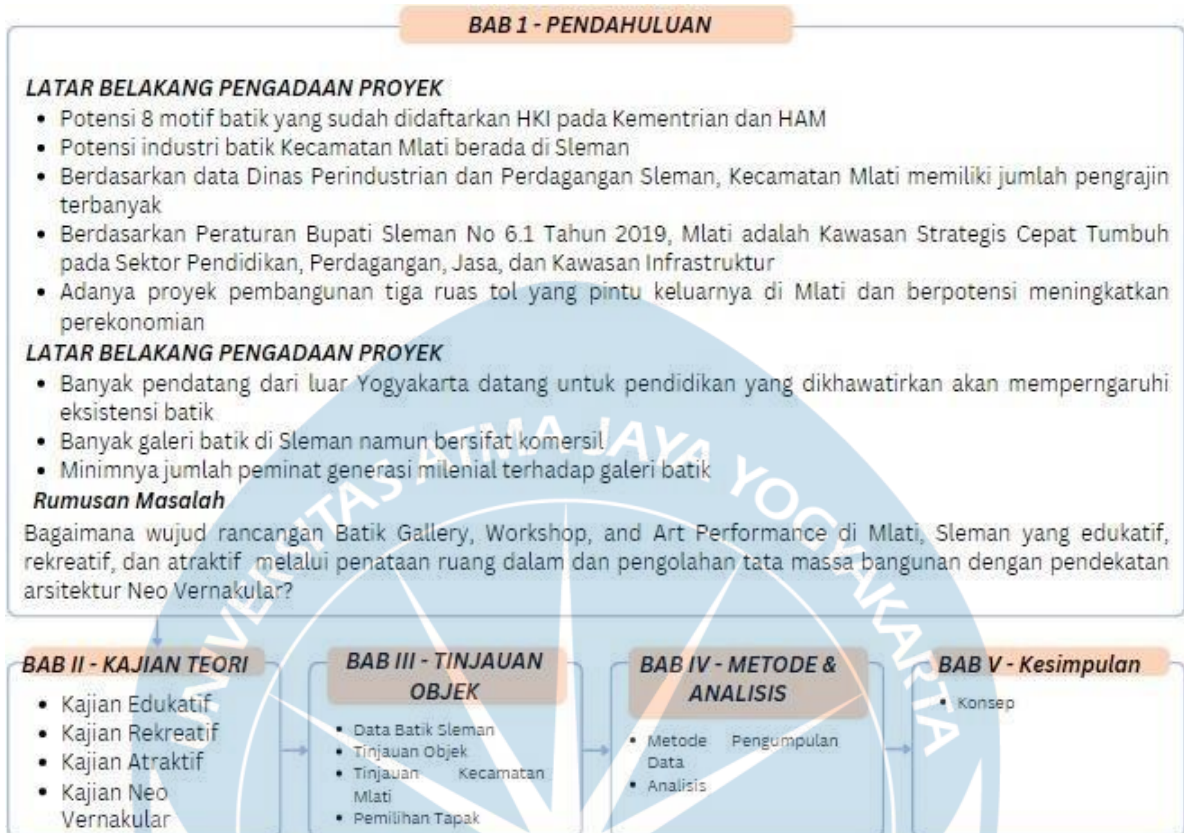 BAB 1 - PENDAHULUAN
LATAR BELAKANG PENGADAAN PROYEK
• Potensi 8 motif batik yang sudah didaftarkan HKI pada Kementrian dan HAM
• Potensi industri batik Kecamatan Mlati berada di Sleman
• Berdasarkan data Dinas Perindustrian dan Perdagangan Sleman, Kecamatan Mlati memiliki jumlah pengrajin
terbanyak
• Berdasarkan Peraturan Bupati Sleman No 6.1 Tahun 2019, Mlati adalah Kawasan Strategis Cepat Tumbuh
pada Sektor Pendidikan, Perdagangan, Jasa, dan Kawasan Infrastruktur
• Adanya proyek pembangunan tiga ruas tol yang pintu keluarnya di Mlati dan berpotensi meningkatkan
perekonomian
LATAR BELAKANG PENGADAAN PROYEK
• Banyak pendatang dari luar Yogyakarta datang untuk pendidikan yang dikhawatirkan akan memperngaruhi
eksistensi batik
• Banyak galeri batik di Sleman namun bersifat komersil
• Minimnya jumlah peminat generasi milenial terhadap galeri batik
Rumusan Masalah
Bagaimana wujud rancangan Batik Gallery, Workshop, and Art Performance di Mlati, Sleman yang edukatif,
rekreatif, dan atraktif melalui penataan ruang dalam dan pengolahan tata massa bangunan dengan pendekatan
arsitektur Neo Vernakular?
BAB II - KAJIAN TEORI
• Kajian Edukatif
• Kajian Rekreatif
• Kajian Atraktif
• Kajian Neo
Vernakular
BAB III - TINJAUAN
OBJEK
• Data Batik Sleman
• Tinjauan Objek
• Tinjauan Kecamatan
Mlati
• Pemilihan Tapak
BAB IV - METODE &
ANALISIS
• Metode Pengumpulan
Data
• Analisis
BAB V - Kesimpulan
• Konsep
UNIVERSITAS ATMA JAYA YOGYAKARTA